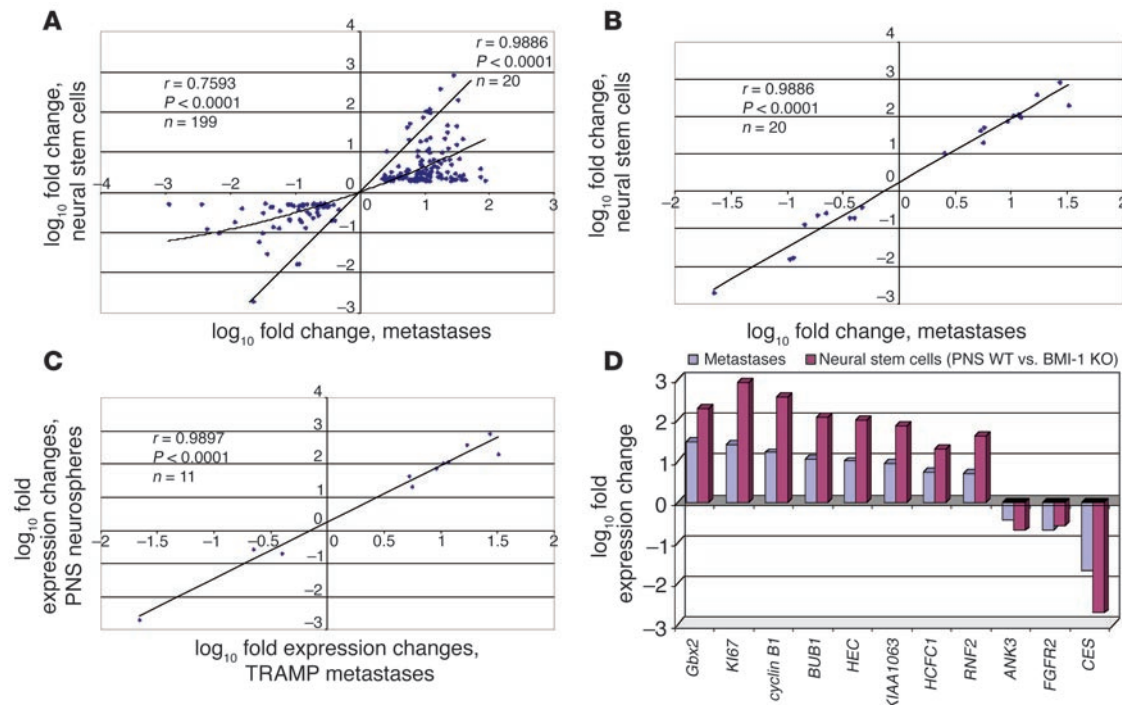 A
r = 0.7593
P < 0.0001
n = 199
r = 0.9886
P < 0.0001
n = 20
log10 fold change,
neural stem cells
4
3
2
1
0
−1
−2
−3
−4 −3 −2 −1 0 1 2 3
log10 fold change, metastases
B
r = 0.9886
P < 0.0001
n = 20
log10 fold change,
neural stem cells
4
3
2
1
0
−1
−2
−3
−2 −1.5 −1 −0.5 0 0.5 1 1.5 2
log10 fold change, metastases
C
r = 0.9897
P < 0.0001
n = 11
log10 fold
expression changes,
PNS neurospheres
4
3
2
1
0
−1
−2
−3
−2 −1.5 −1 −0.5 0 0.5 1 1.5 2
log10 fold expression changes,
TRAMP metastases
D
Metastases Neural stem cells (PNS WT vs. BMI-1 KO)
log10 fold
expression change
3
2
1
0
−1
−2
−3
Gbx2
KI67
cyclin B1
BUB1
HEC
KIAA1063
HCFC1
RNF2
ANK3
FGFR2
CES